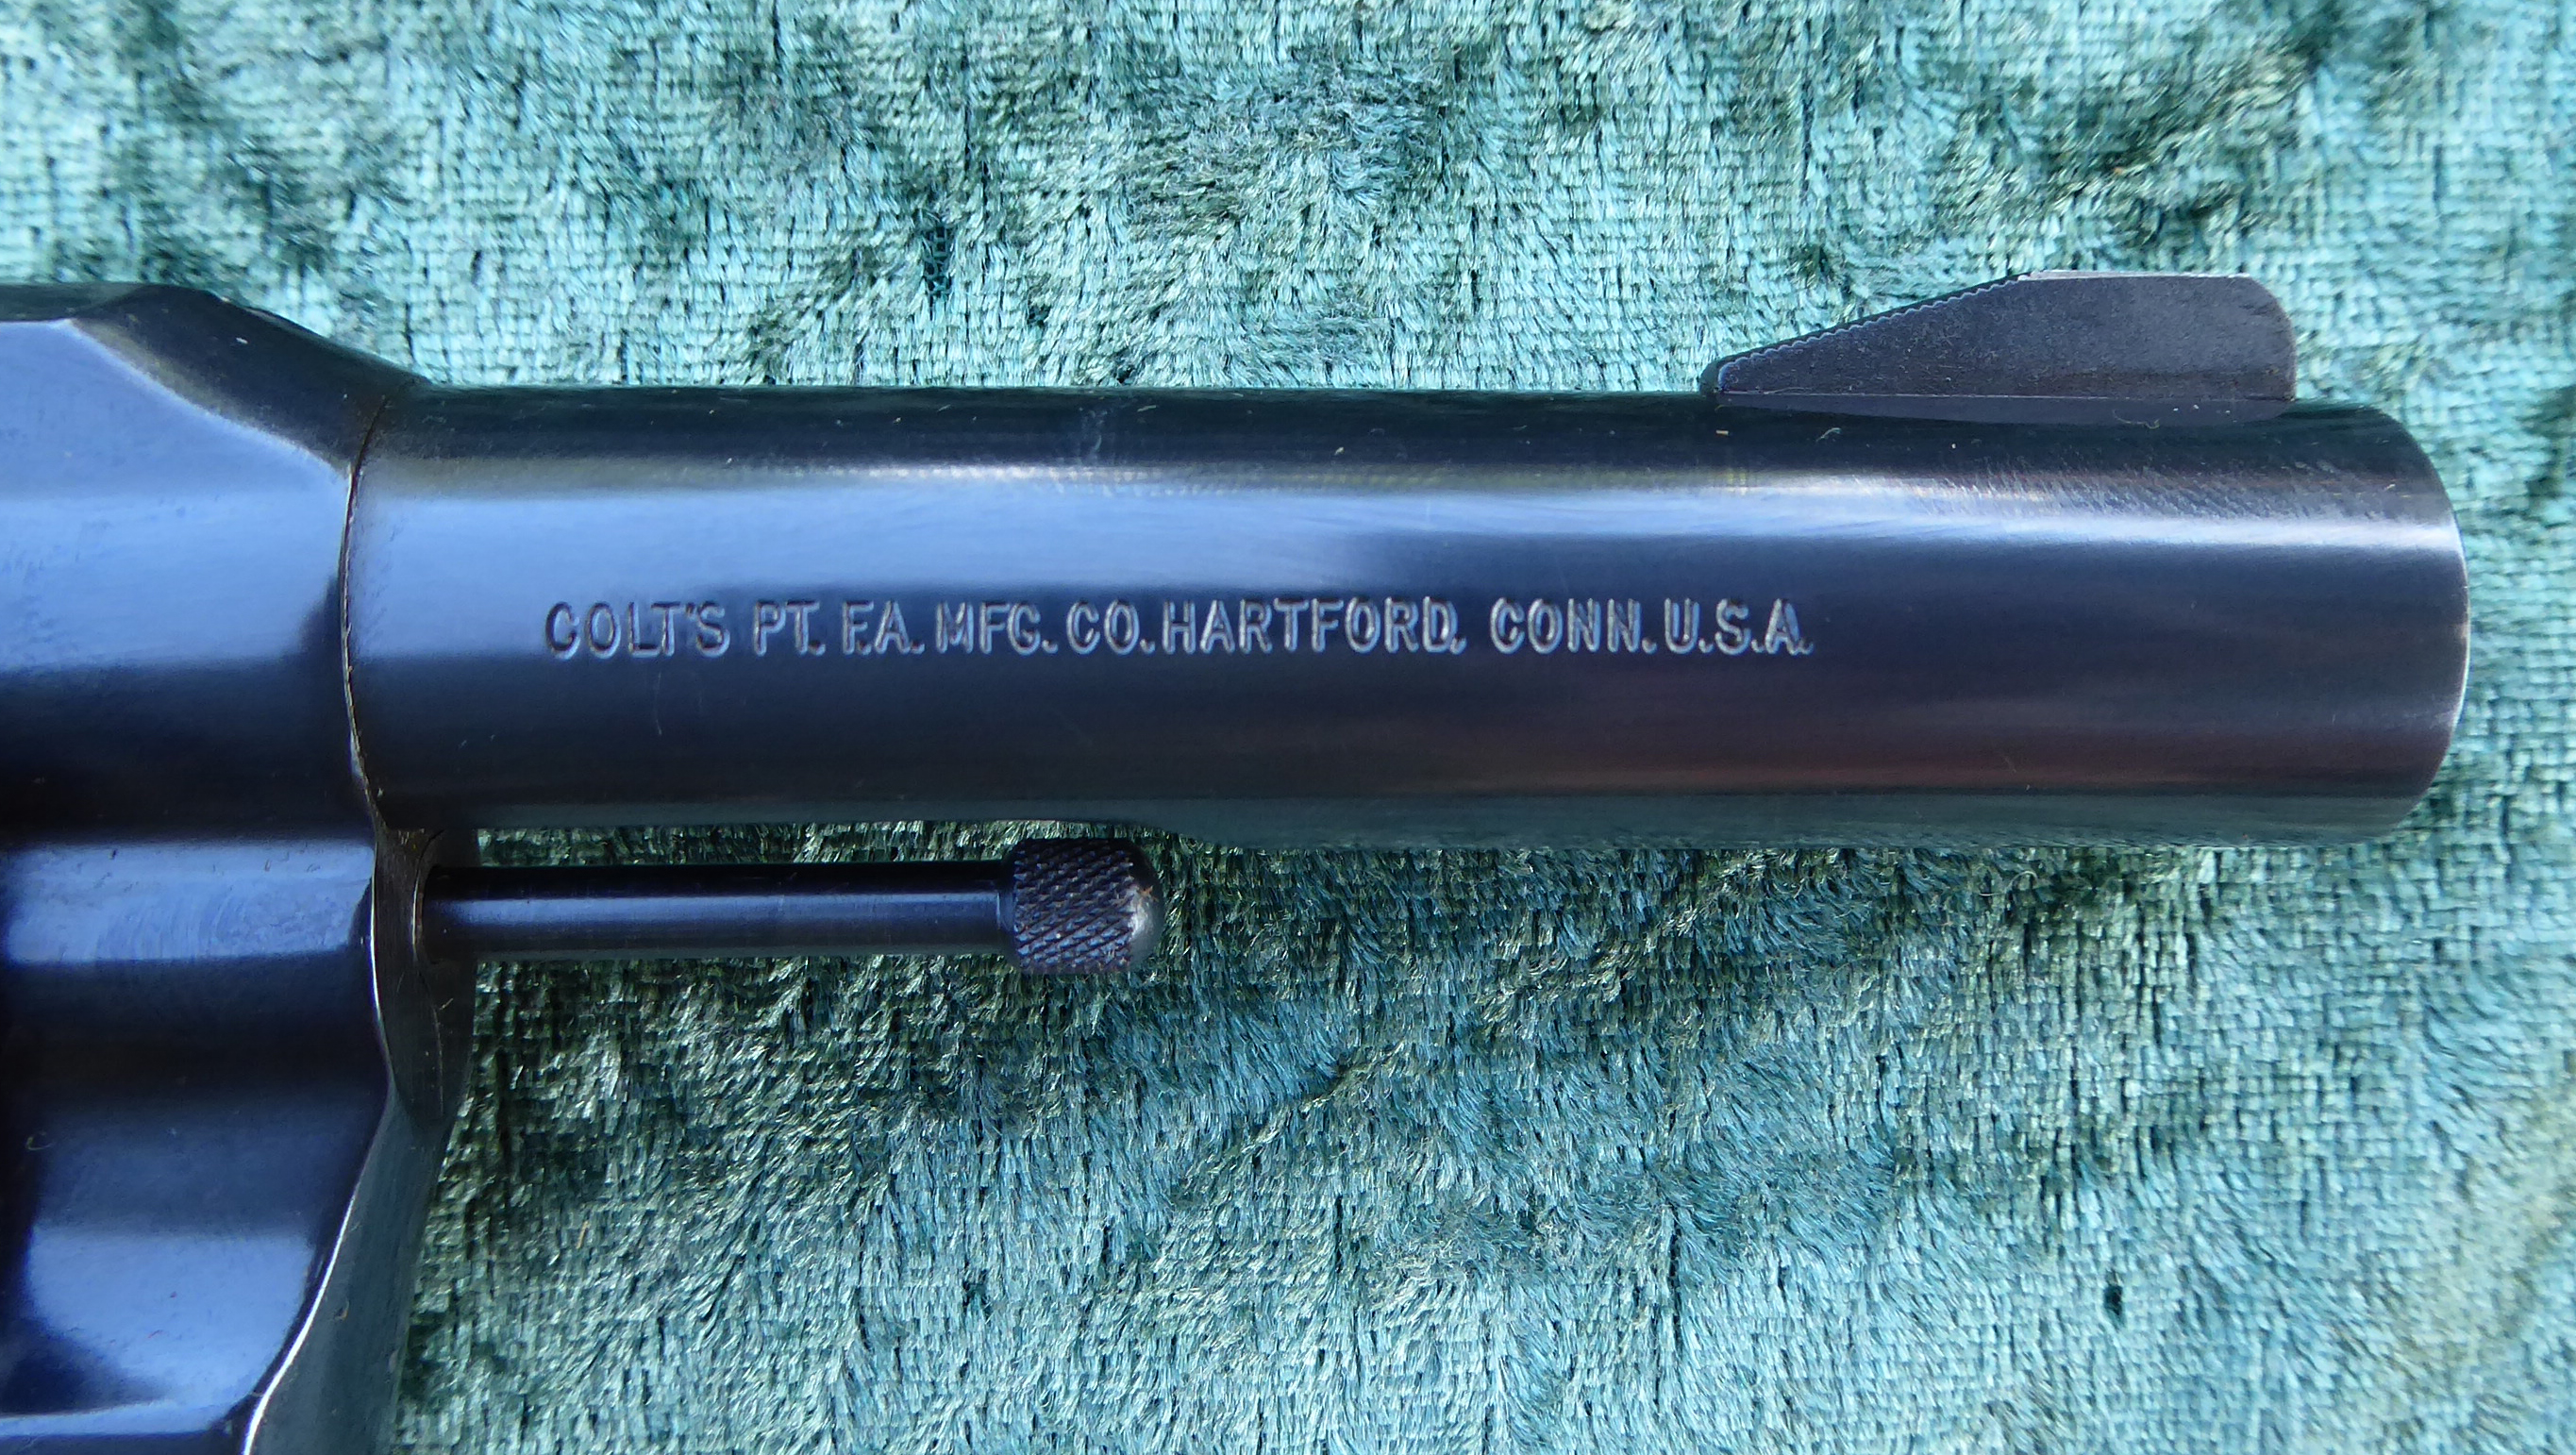 COLT'S PT. F.A. MFG. CO. HARTFORD, CONN. U.S.A.